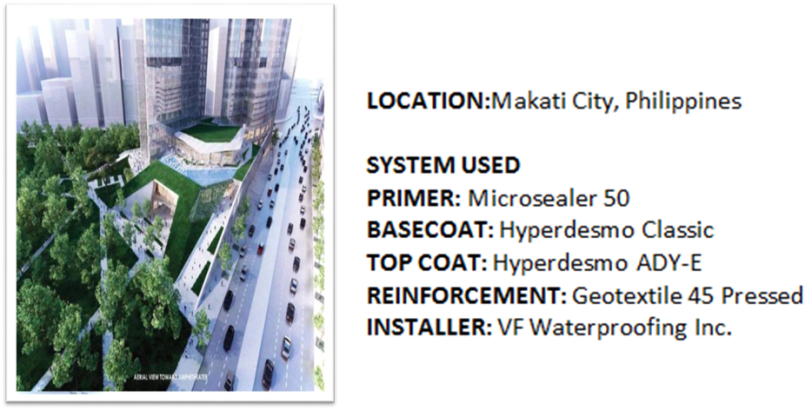 LOCATION:Makati City, Philippines
SYSTEM USED
PRIMER: Microsealer 50
BASECOAT: Hyperdesmo Classic
TOP COAT: Hyperdesmo ADY-E
REINFORCEMENT: Geotextile 45 Pressed
INSTALLER: VF Waterproofing Inc.
AERIAL VIEW TOWARD